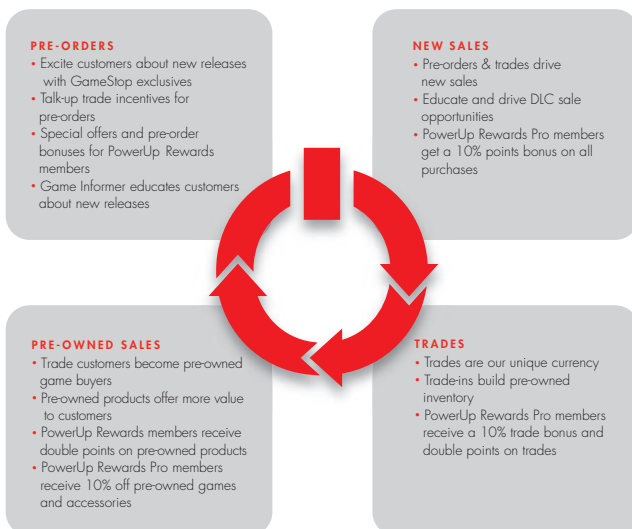 PRE-ORDERS
• Excite customers about new releases
with GameStop exclusives
• Talk-up trade incentives for
pre-orders
• Special offers and pre-order
bonuses for PowerUp Rewards
members
• Game Informer educates customers
about new releases
NEW SALES
• Pre-orders & trades drive
new sales
• Educate and drive DLC sale
opportunities
• PowerUp Rewards Pro members
get a 10% points bonus on all
purchases
PRE-OWNED SALES
• Trade customers become pre-owned
game buyers
• Pre-owned products offer more value
to customers
• PowerUp Rewards members receive
double points on pre-owned products
• PowerUp Rewards Pro members
receive 10% off pre-owned games
and accessories
TRADES
• Trades are our unique currency
• Trade-ins build pre-owned
inventory
• PowerUp Rewards Pro members
receive a 10% trade bonus and
double points on trades